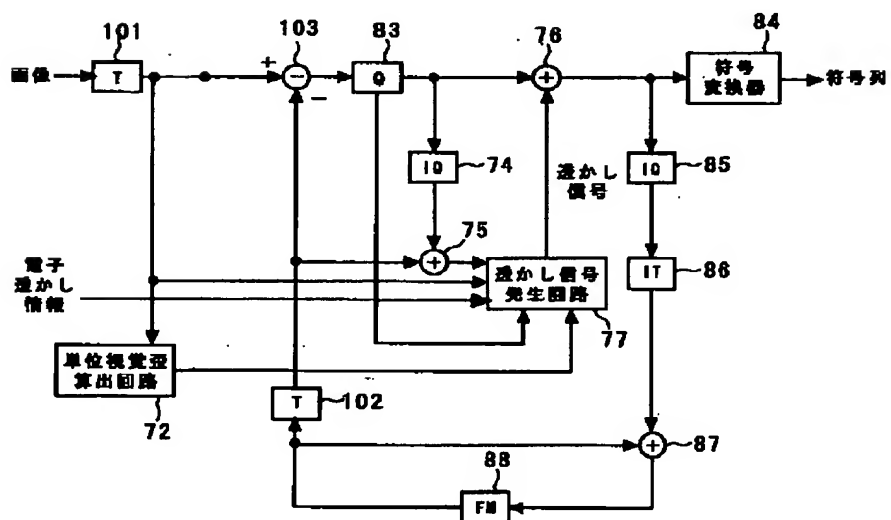 101
103
83
76
84
画像
T
+
−
−
Q
+
符号
変換器
符号列
IQ
74
透かし
信号
IQ
85
75
+
電子
透かし
情報
透かし信号
発生回路
77
IT
86
単位視覚歪
算出回路
72
T
102
+
87
88
FM